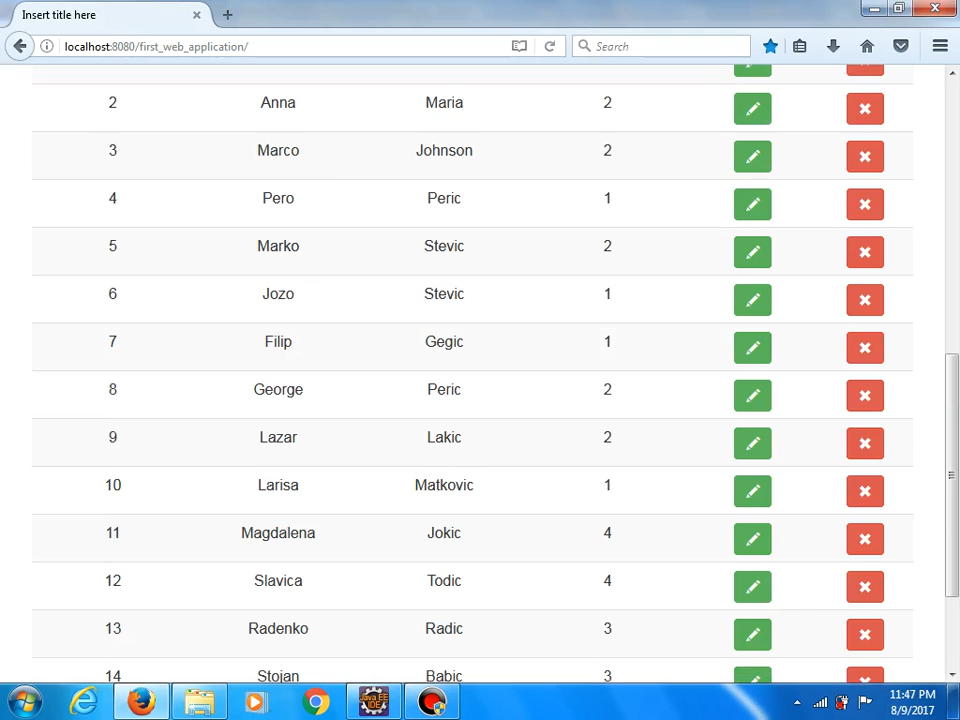 Insert title here
localhost:8080/first_web_application/
Search
2 Anna Maria 2
3 Marco Johnson 2
4 Pero Peric 1
5 Marko Stevic 2
6 Jozo Stevic 1
7 Filip Gegic 1
8 George Peric 2
9 Lazar Lakic 2
10 Larisa Matkovic 1
11 Magdalena Jokic 4
12 Slavica Todic 4
13 Radenko Radic 3
14 Stojan Babic 3
Java EE
IDE
11:47 PM
8/9/2017